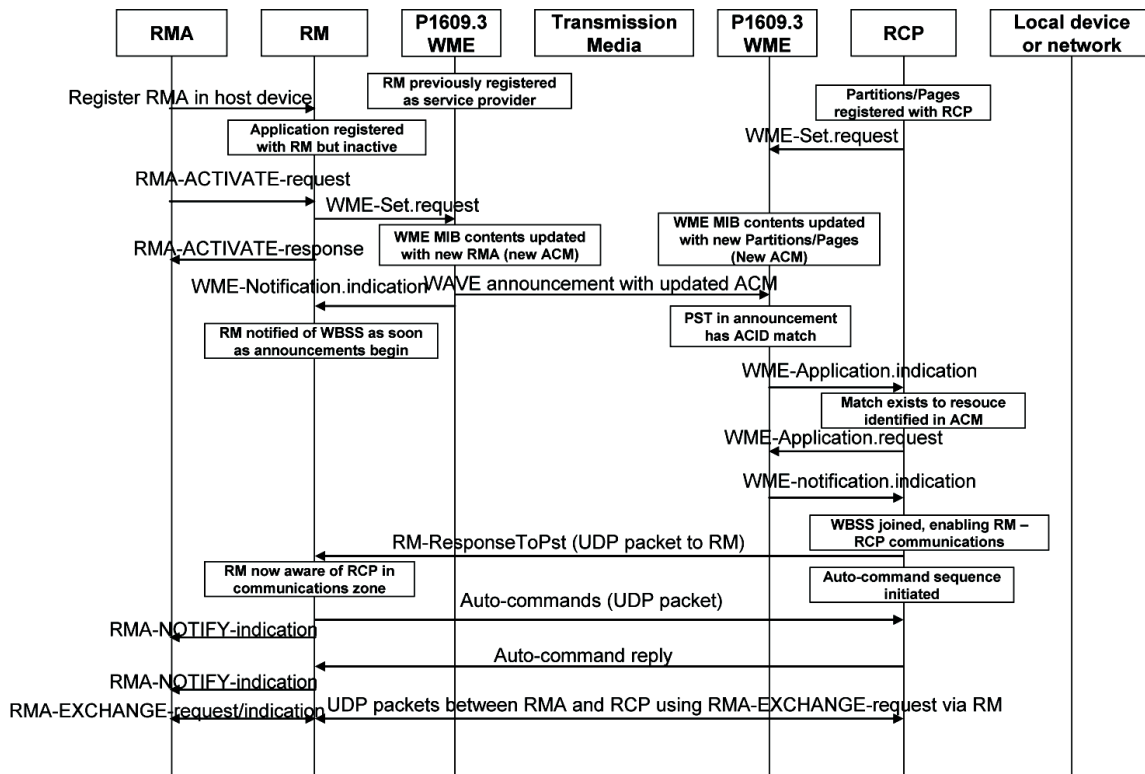 RMA
RM
P1609.3
WME
Transmission
Media
P1609.3
WME
RCP
Local device
or network
RM previously registered
as service provider
Register RMA in host device
Partitions/Pages
registered with RCP
Application registered
with RM but inactive
WME-Set.request
RMA-ACTIVATE-request
WME-Set.request
WME MIB contents updated
with new RMA (new ACM)
WME MIB contents updated
with new Partitions/Pages
(New ACM)
RMA-ACTIVATE-response
WME-Notification.indication
WAVE announcement with updated ACM
RM notified of WBSS as soon
as announcements begin
PST in announcement
has ACID match
WME-Application.indication
Match exists to resouce
identified in ACM
WME-Application.request
WME-notification.indication
WBSS joined, enabling RM –
RCP communications
RM-ResponseToPst (UDP packet to RM)
RM now aware of RCP in
communications zone
Auto-command sequence
initiated
Auto-commands (UDP packet)
RMA-NOTIFY-indication
Auto-command reply
RMA-NOTIFY-indication
RMA-EXCHANGE-request/indication
UDP packets between RMA and RCP using RMA-EXCHANGE-request via RM